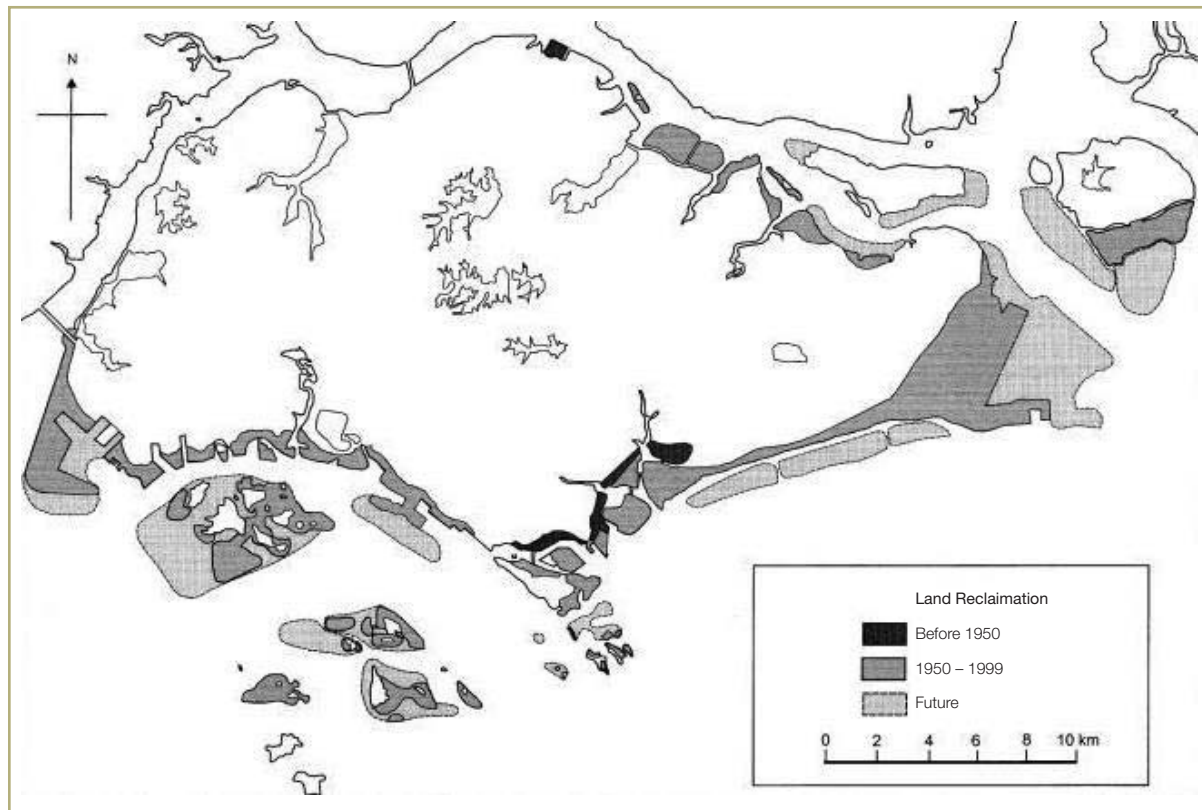 N
Land Reclaimation
Before 1950
1950 – 1999
Future
0 2 4 6 8 10 km